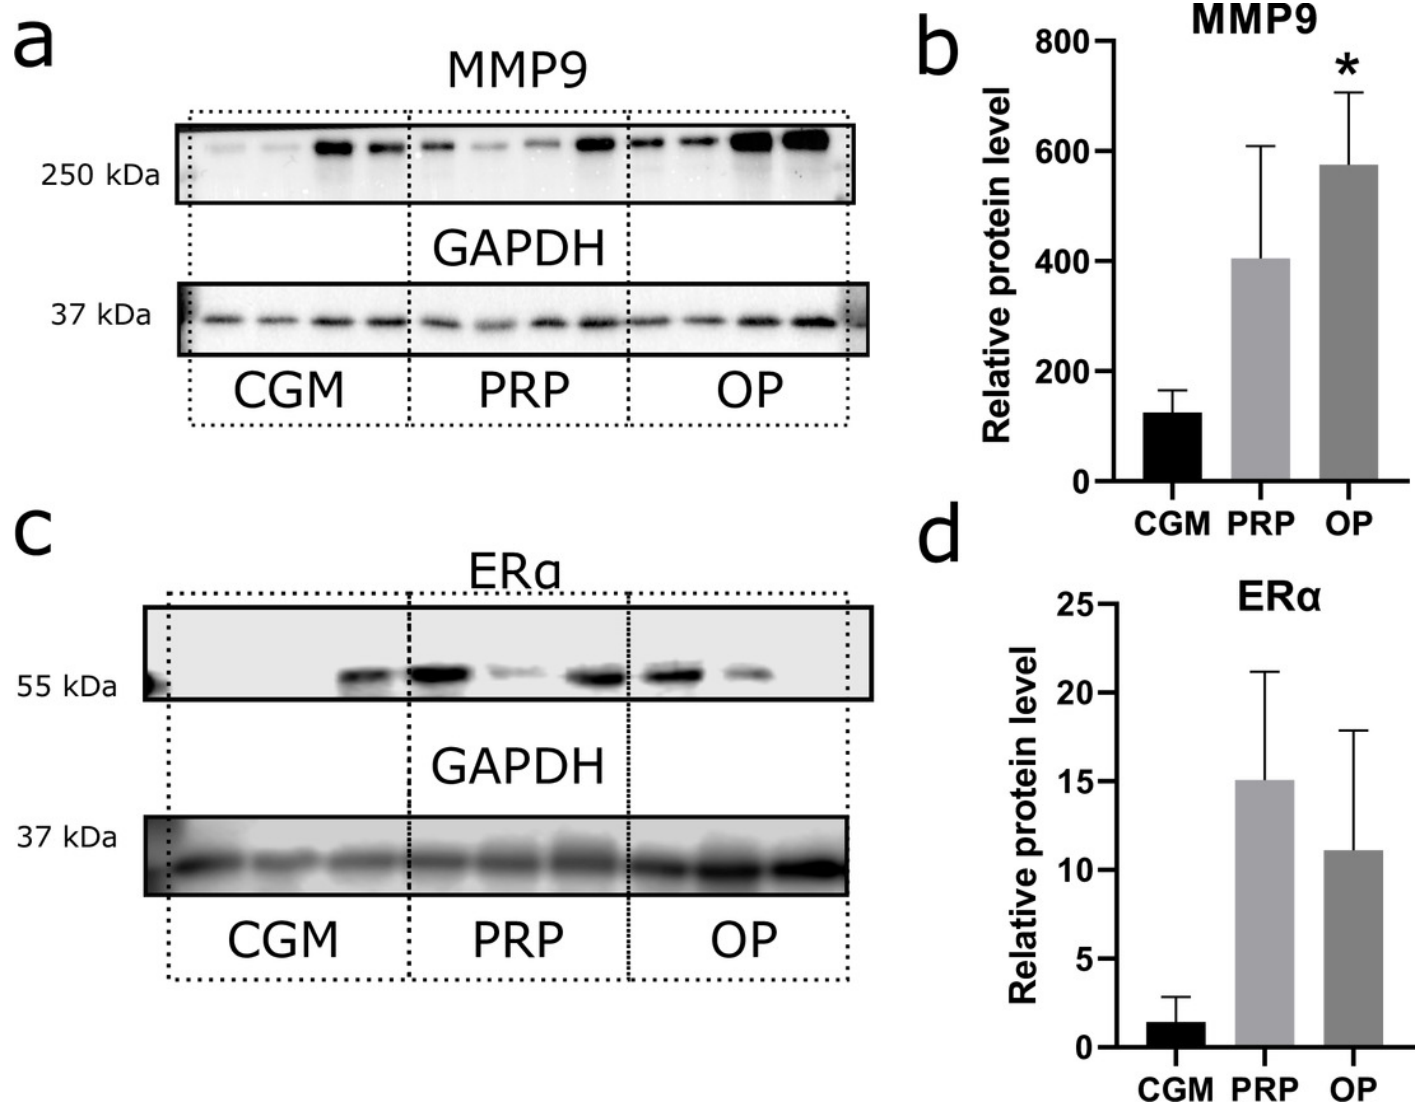 a
MMP9
250 kDa
GAPDH
37 kDa
CGM PRP OP
b
MMP9
*
Relative protein level
800
600
400
200
0
CGM PRP OP
c
ERα
55 kDa
GAPDH
37 kDa
CGM PRP OP
d
ERα
Relative protein level
25
20
15
10
5
0
CGM PRP OP